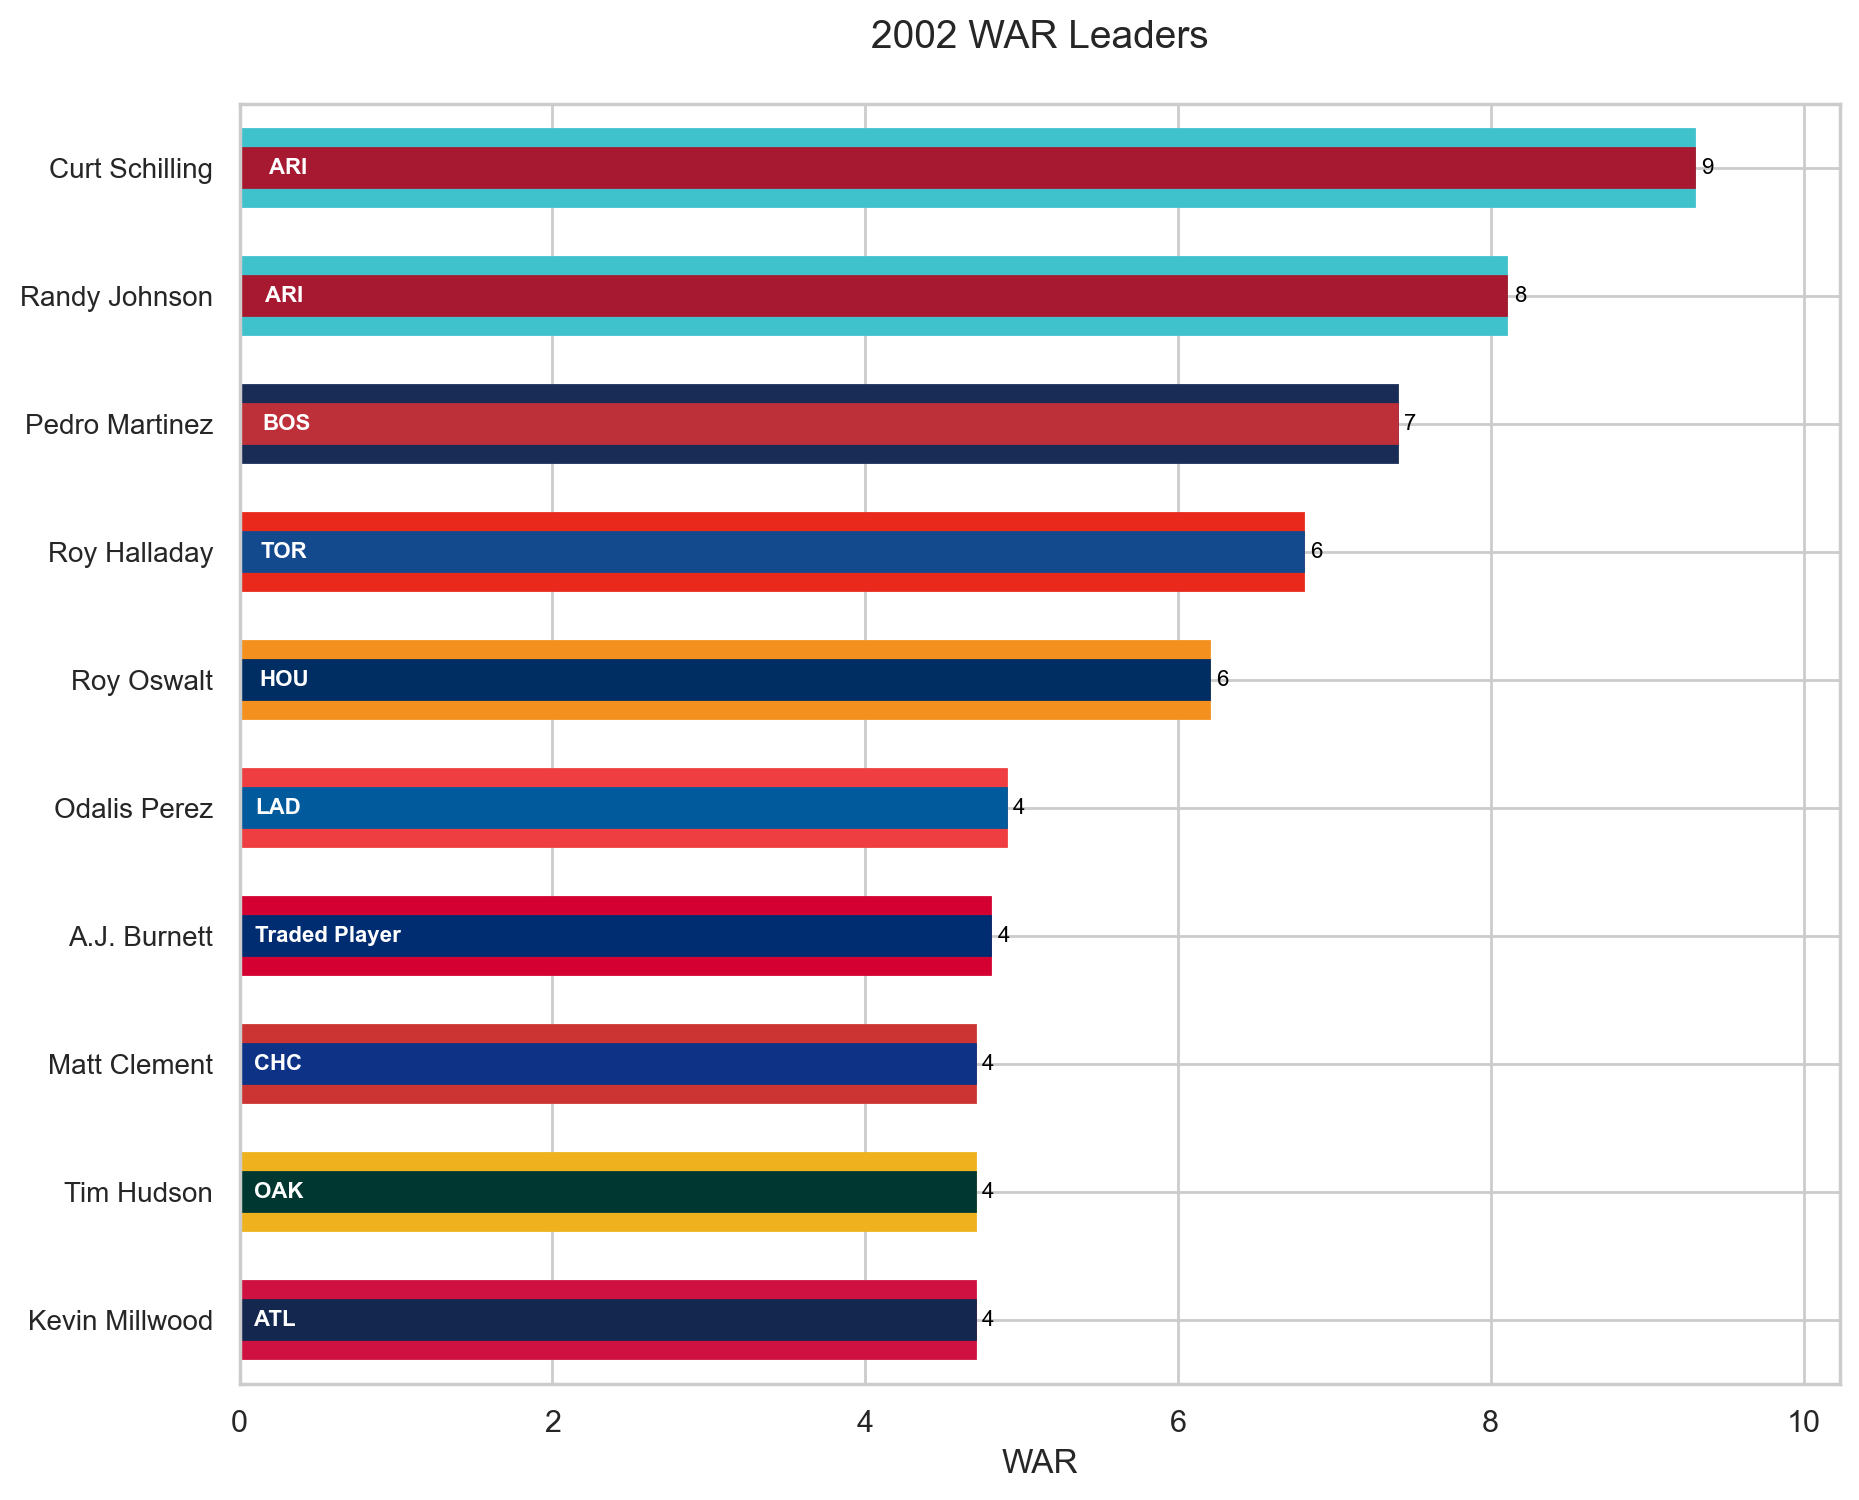 2002 WAR Leaders
Curt Schilling ARI 9
Randy Johnson ARI 8
Pedro Martinez BOS 7
Roy Halladay TOR 6
Roy Oswalt HOU 6
Odalis Perez LAD 4
A.J. Burnett Traded Player 4
Matt Clement CHC 4
Tim Hudson OAK 4
Kevin Millwood ATL 4
0 2 4 6 8 10
WAR